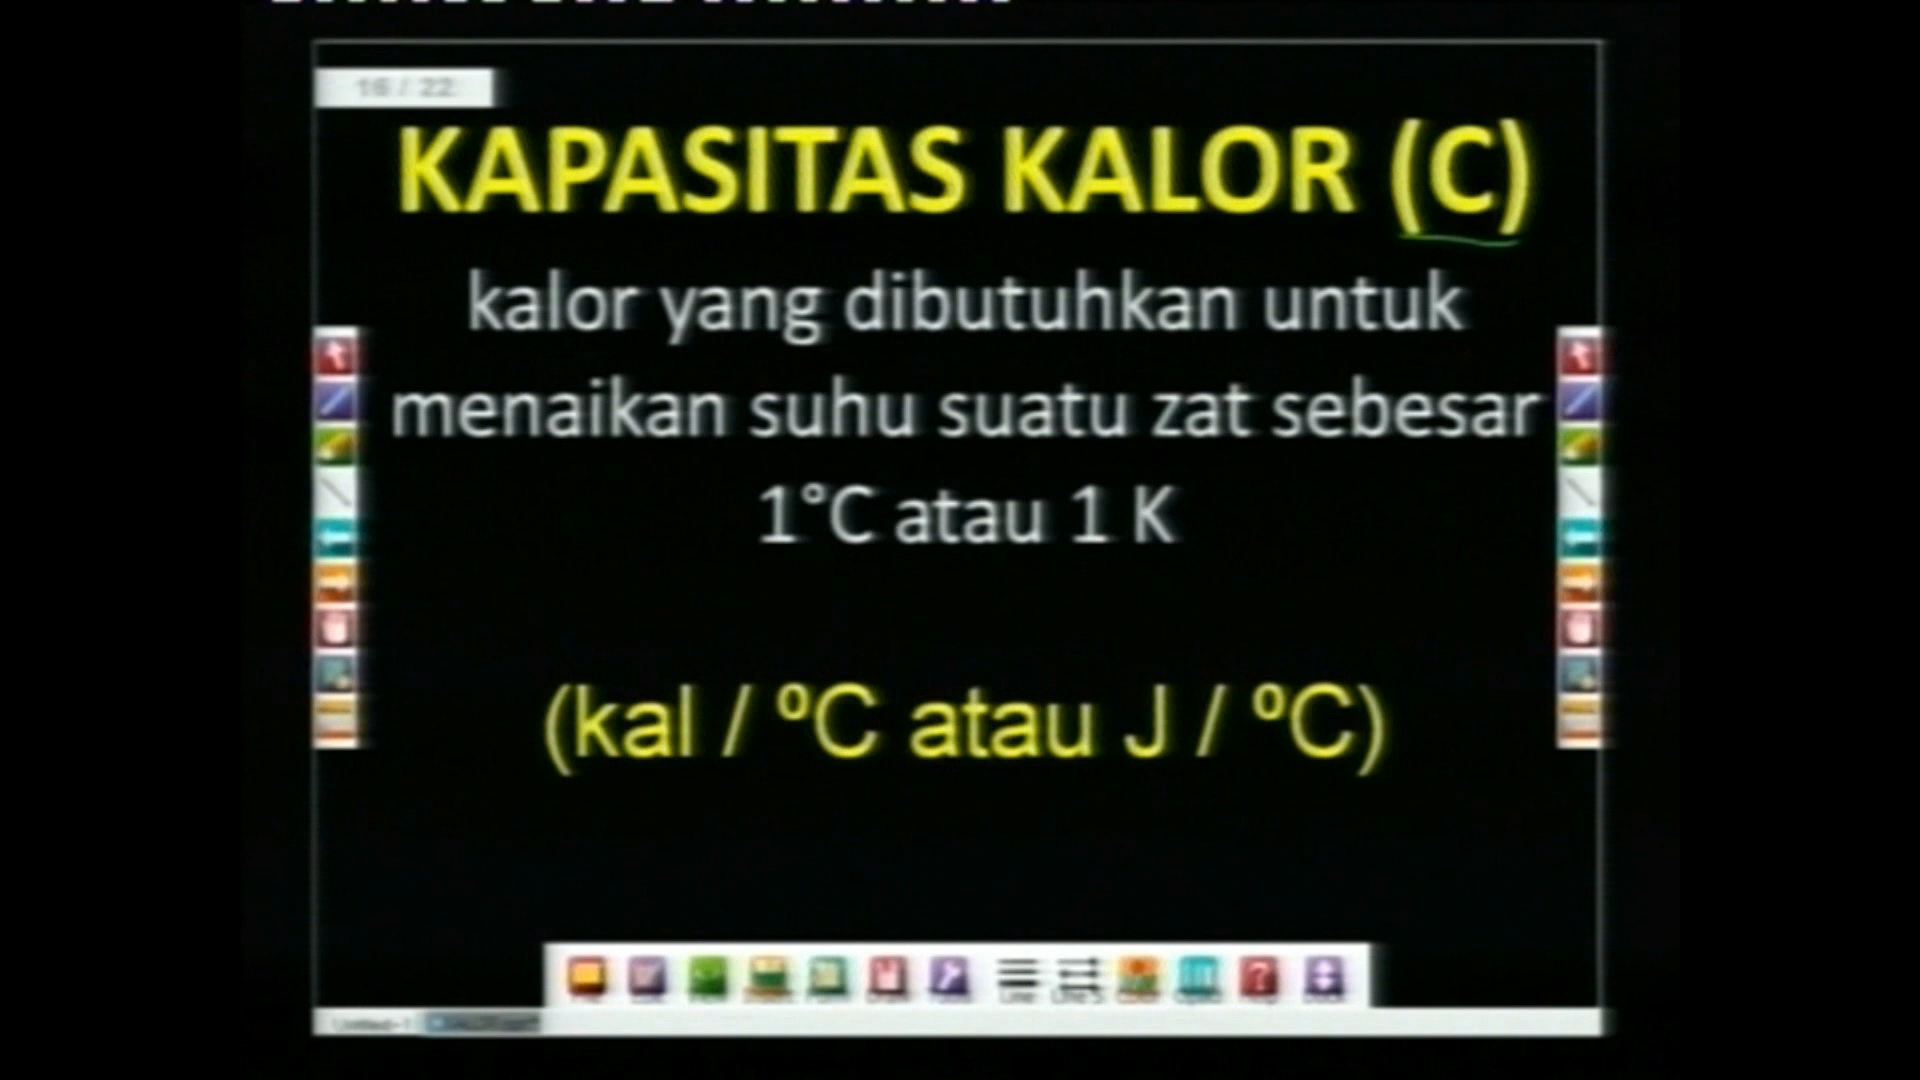 16 / 22
KAPASITAS KALOR (C)
kalor yang dibutuhkan untuk
menaikan suhu suatu zat sebesar
1°C atau 1 K
(kal / ºC atau J / ºC)